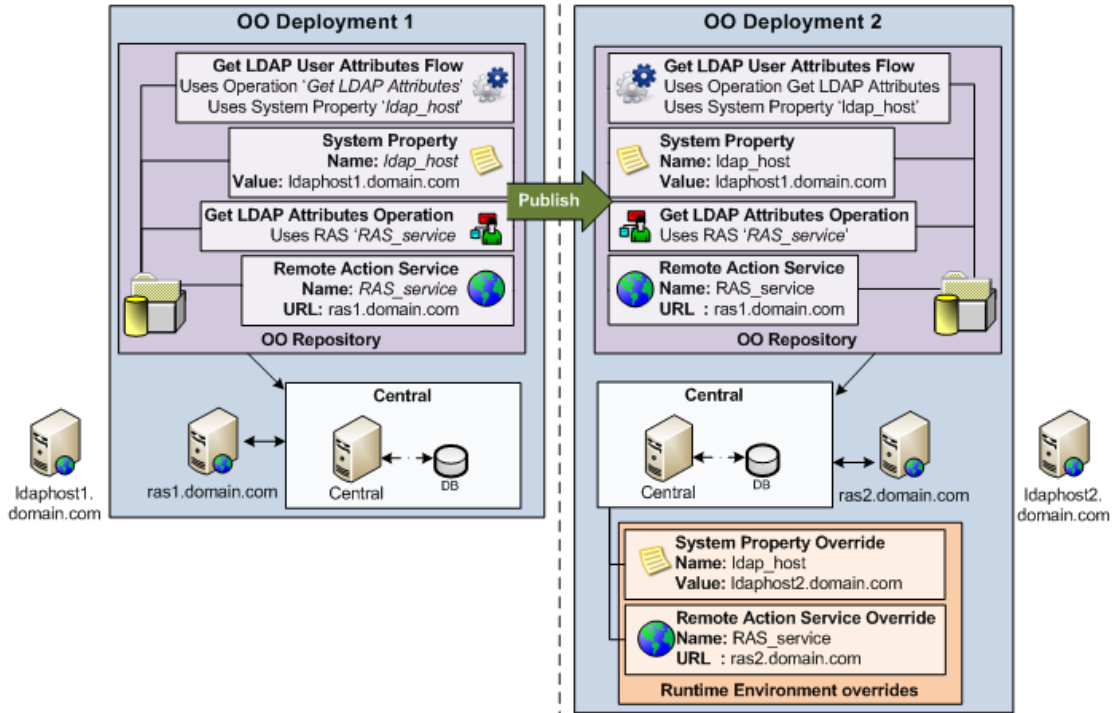 OO Deployment 1
Get LDAP User Attributes Flow
Uses Operation 'Get LDAP Attributes'
Uses System Property 'ldap_host'
System Property
Name: ldap_host
Value: ldaphost1.domain.com
Get LDAP Attributes Operation
Uses RAS 'RAS_service'
Remote Action Service
Name: RAS_service
URL: ras1.domain.com
OO Repository
Central
Central
DB
ras1.domain.com
ldaphost1.
domain.com
Publish
OO Deployment 2
Get LDAP User Attributes Flow
Uses Operation Get LDAP Attributes
Uses System Property 'ldap_host'
System Property
Name: ldap_host
Value: ldaphost1.domain.com
Get LDAP Attributes Operation
Uses RAS 'RAS_service'
Remote Action Service
Name: RAS_service
URL : ras1.domain.com
OO Repository
Central
Central
DB
ras2.domain.com
ldaphost2.
domain.com
System Property Override
Name: ldap_host
Value: ldaphost2.domain.com
Remote Action Service Override
Name: RAS_service
URL : ras2.domain.com
Runtime Environment overrides